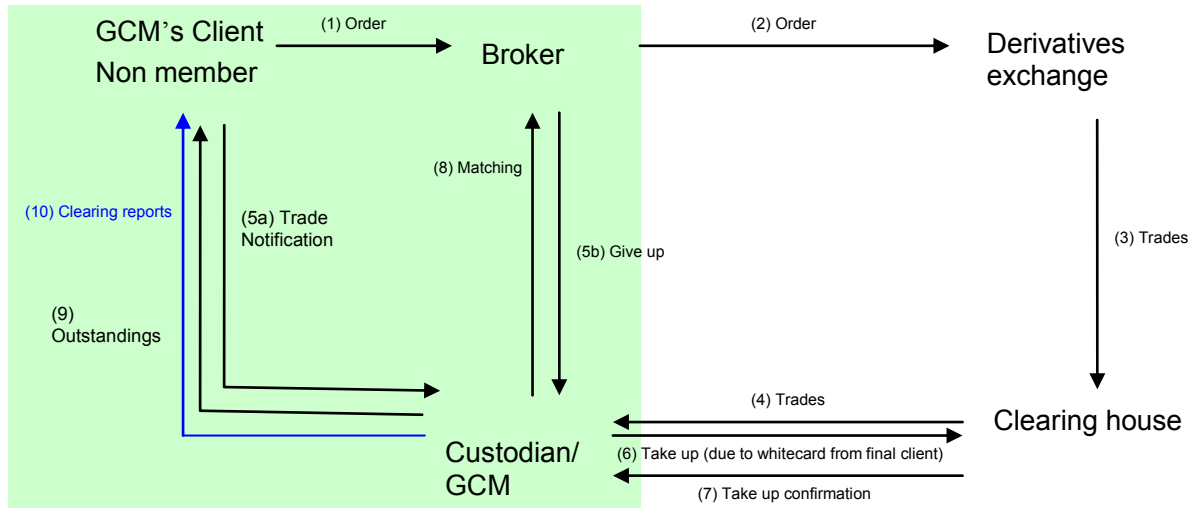 GCM’s Client
Non member
(1) Order
Broker
(2) Order
Derivatives
exchange
(8) Matching
(10) Clearing reports
(5a) Trade
Notification
(5b) Give up
(3) Trades
(9)
Outstandings
(4) Trades
Clearing house
Custodian/
GCM
(6) Take up (due to whitecard from final client)
(7) Take up confirmation